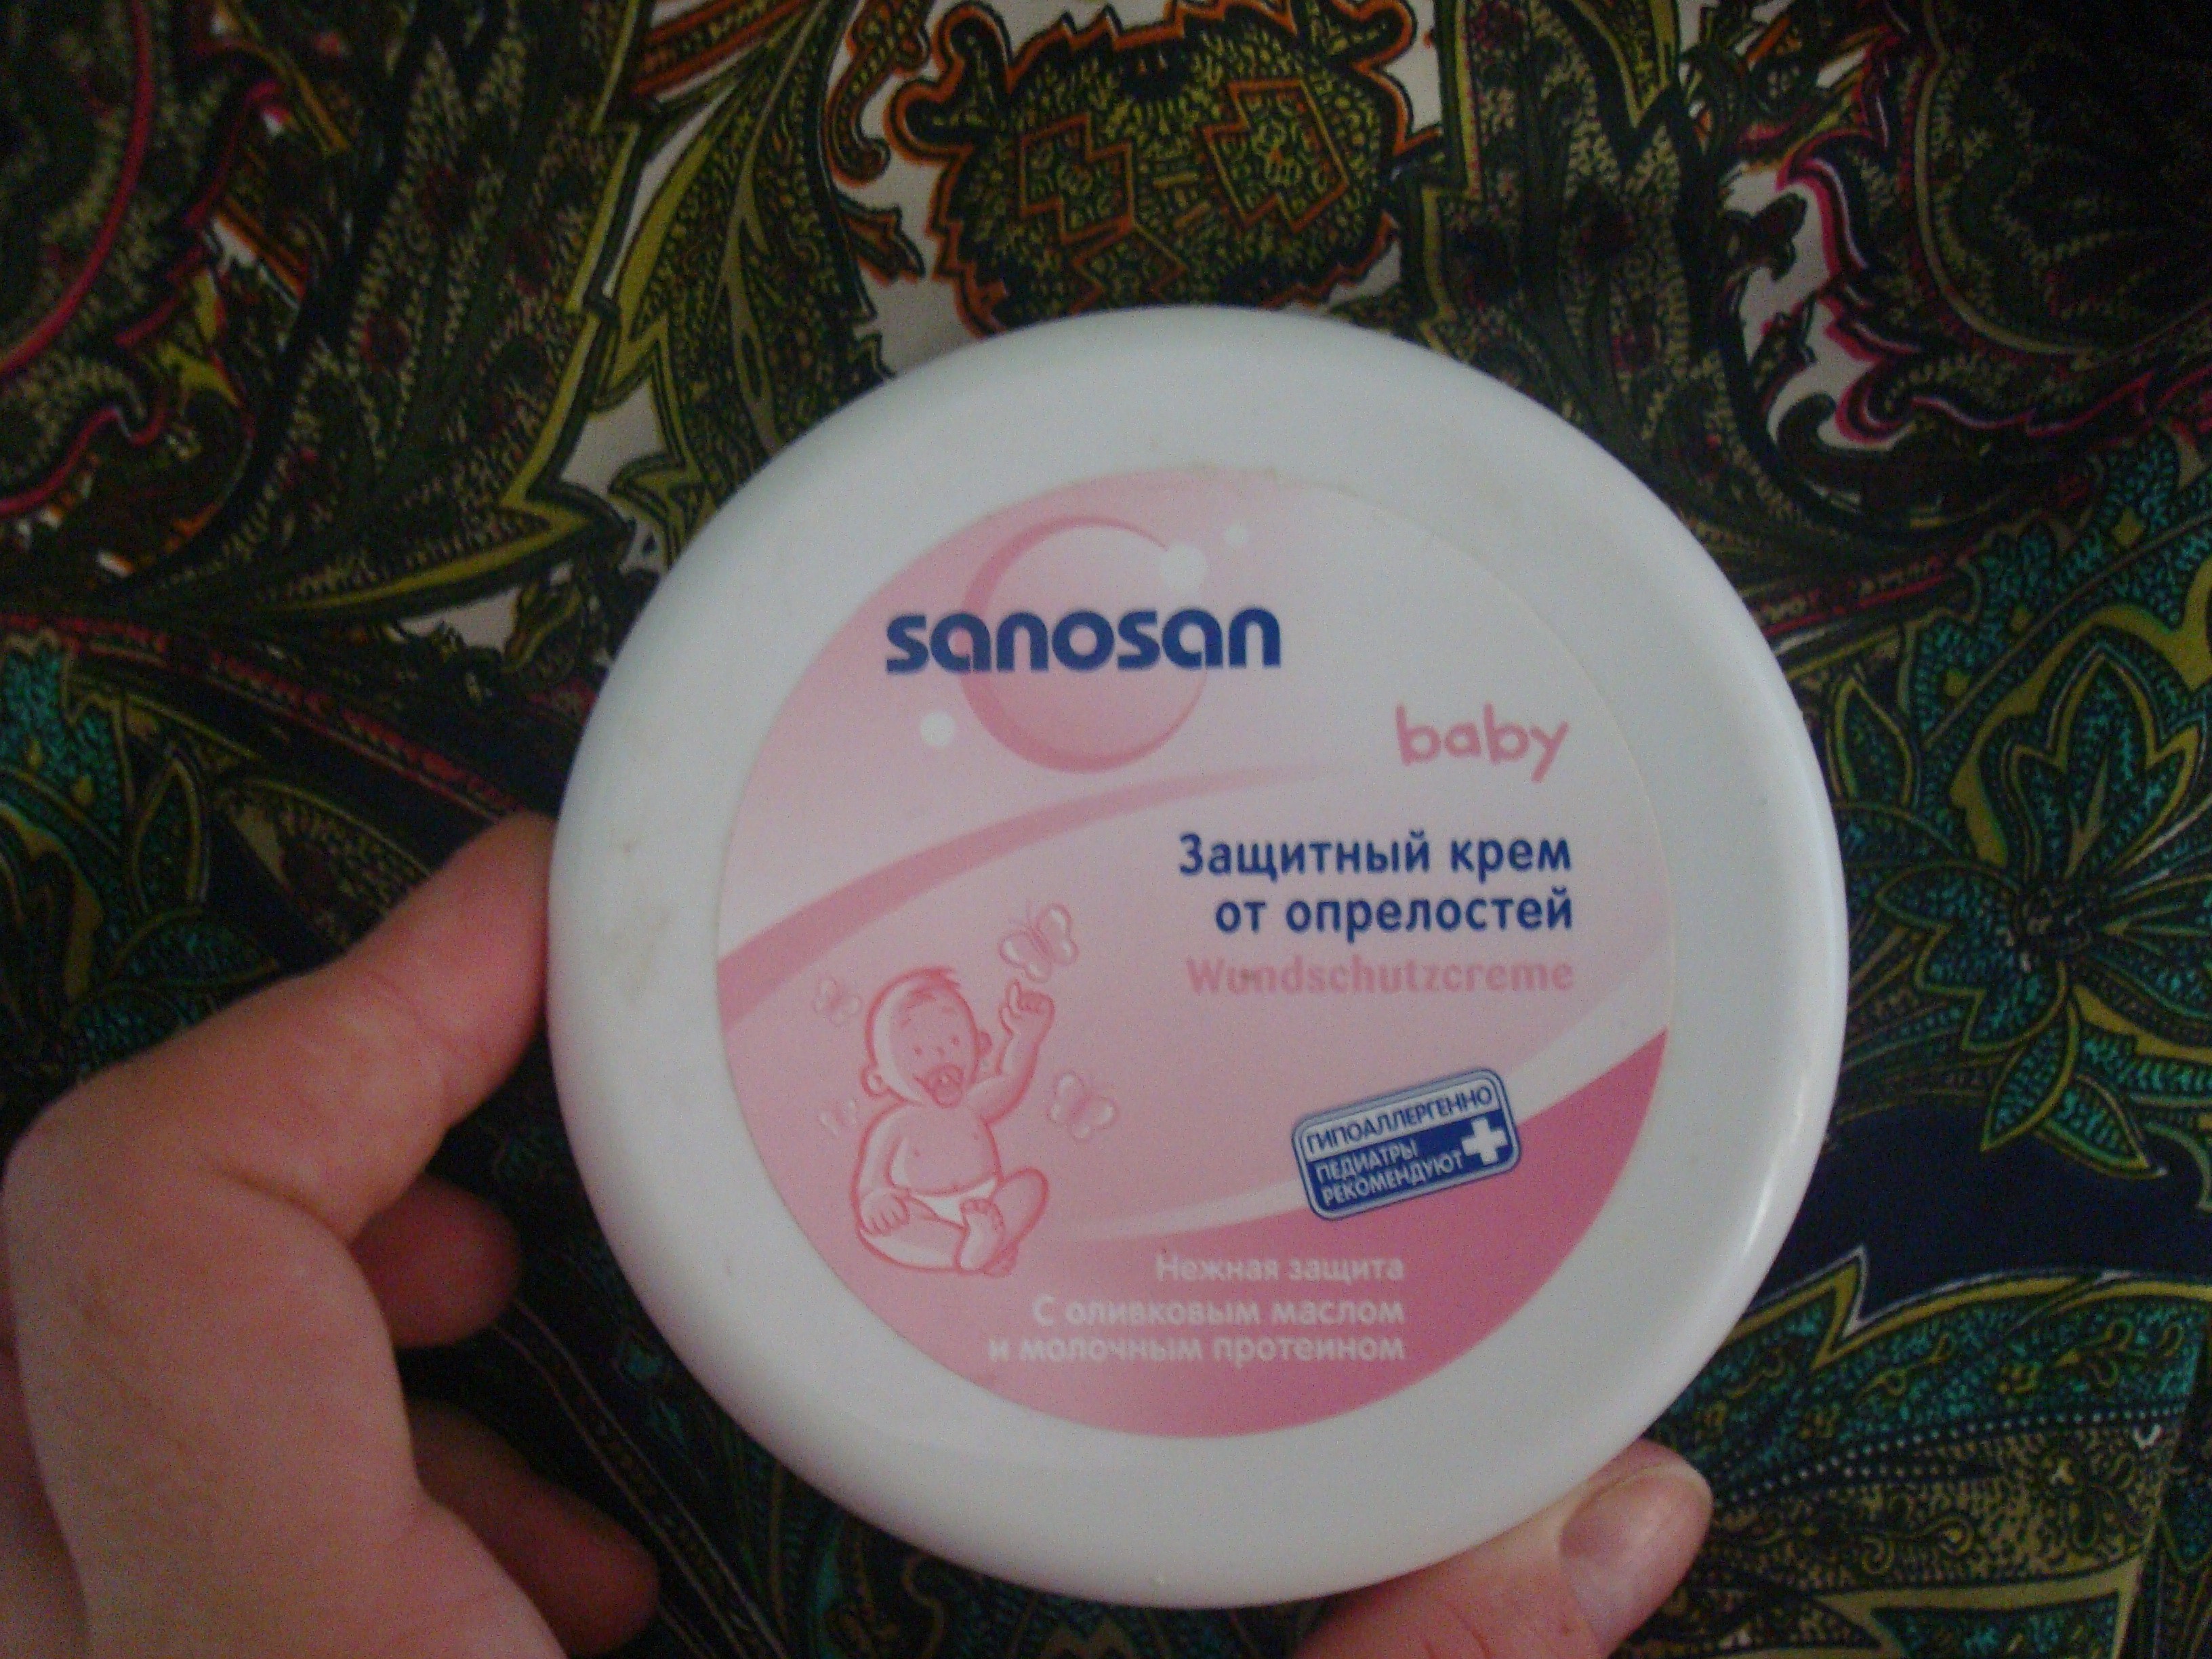 sanosan
baby
Защитный крем
от опрелостей
Wundschutzcreme
ГИПОАЛЛЕРГЕННО
ПЕДИАТРЫ
РЕКОМЕНДУЮТ
Нежная защита
С оливковым маслом
и молочным протеином